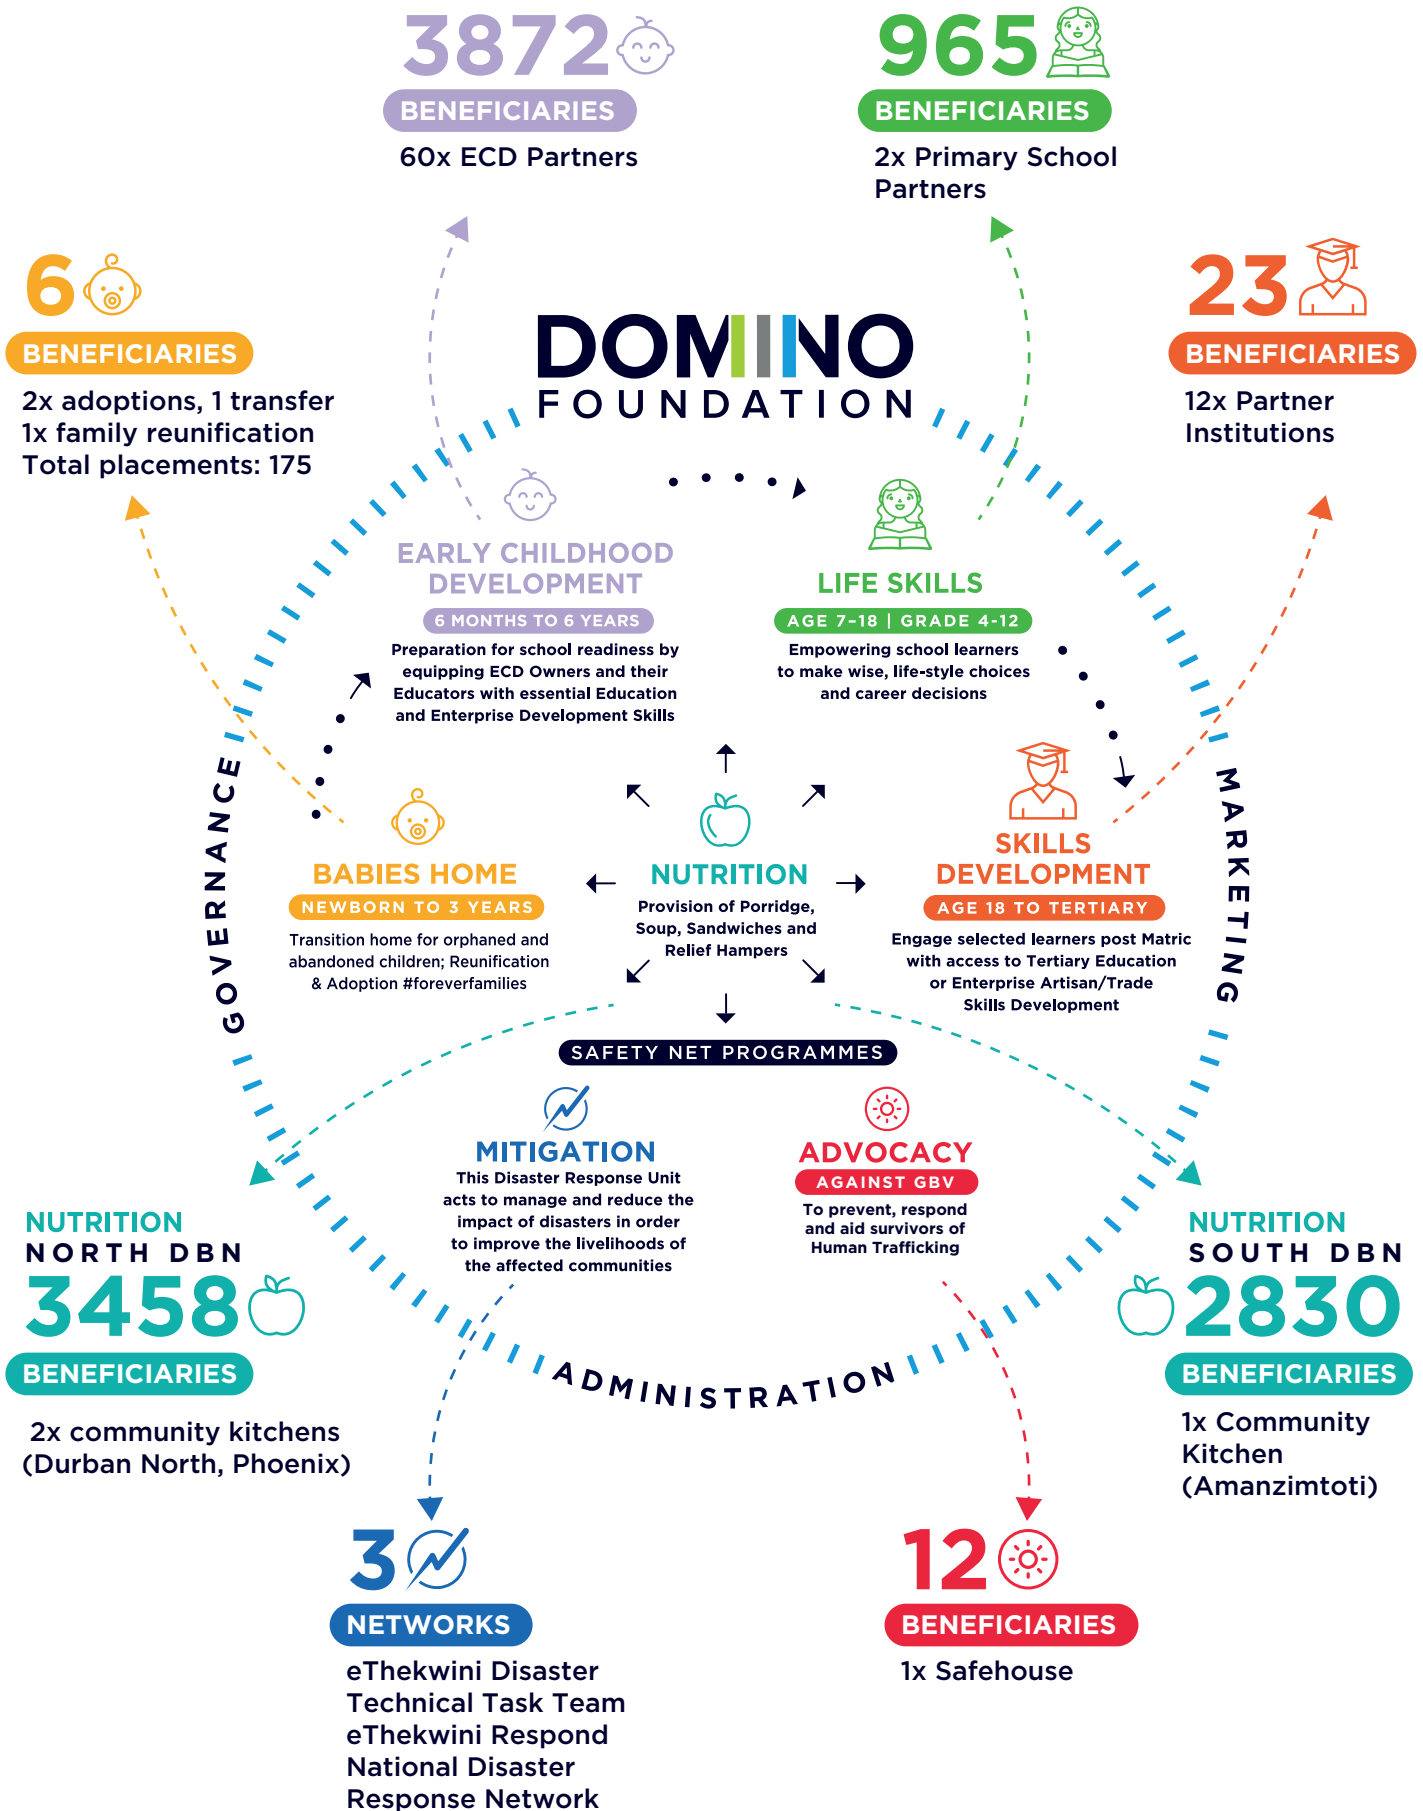 3872
BENEFICIARIES
60x ECD Partners
965
BENEFICIARIES
2x Primary School
Partners
6
BENEFICIARIES
2x adoptions, 1 transfer
1x family reunification
Total placements: 175
DOMINO
FOUNDATION
23
BENEFICIARIES
12x Partner
Institutions
EARLY CHILDHOOD
DEVELOPMENT
6 MONTHS TO 6 YEARS
Preparation for school readiness by
equipping ECD Owners and their
Educators with essential Education
and Enterprise Development Skills
LIFE SKILLS
AGE 7-18 | GRADE 4-12
Empowering school learners
to make wise, life-style choices
and career decisions
GOVERNANCE
BABIES HOME
NEWBORN TO 3 YEARS
Transition home for orphaned and
abandoned children; Reunification
& Adoption #foreverfamilies
NUTRITION
Provision of Porridge,
Soup, Sandwiches and
Relief Hampers
SKILLS
DEVELOPMENT
AGE 18 TO TERTIARY
Engage selected learners post Matric
with access to Tertiary Education
or Enterprise Artisan/Trade
Skills Development
MARKETING
SAFETY NET PROGRAMMES
MITIGATION
This Disaster Response Unit
acts to manage and reduce the
impact of disasters in order
to improve the livelihoods of
the affected communities
ADVOCACY
AGAINST GBV
To prevent, respond
and aid survivors of
Human Trafficking
NUTRITION
NORTH DBN
3458
BENEFICIARIES
2x community kitchens
(Durban North, Phoenix)
ADMINISTRATION
NUTRITION
SOUTH DBN
2830
BENEFICIARIES
1x Community
Kitchen
(Amanzimtoti)
3
NETWORKS
eThekwini Disaster
Technical Task Team
eThekwini Respond
National Disaster
Response Network
12
BENEFICIARIES
1x Safehouse